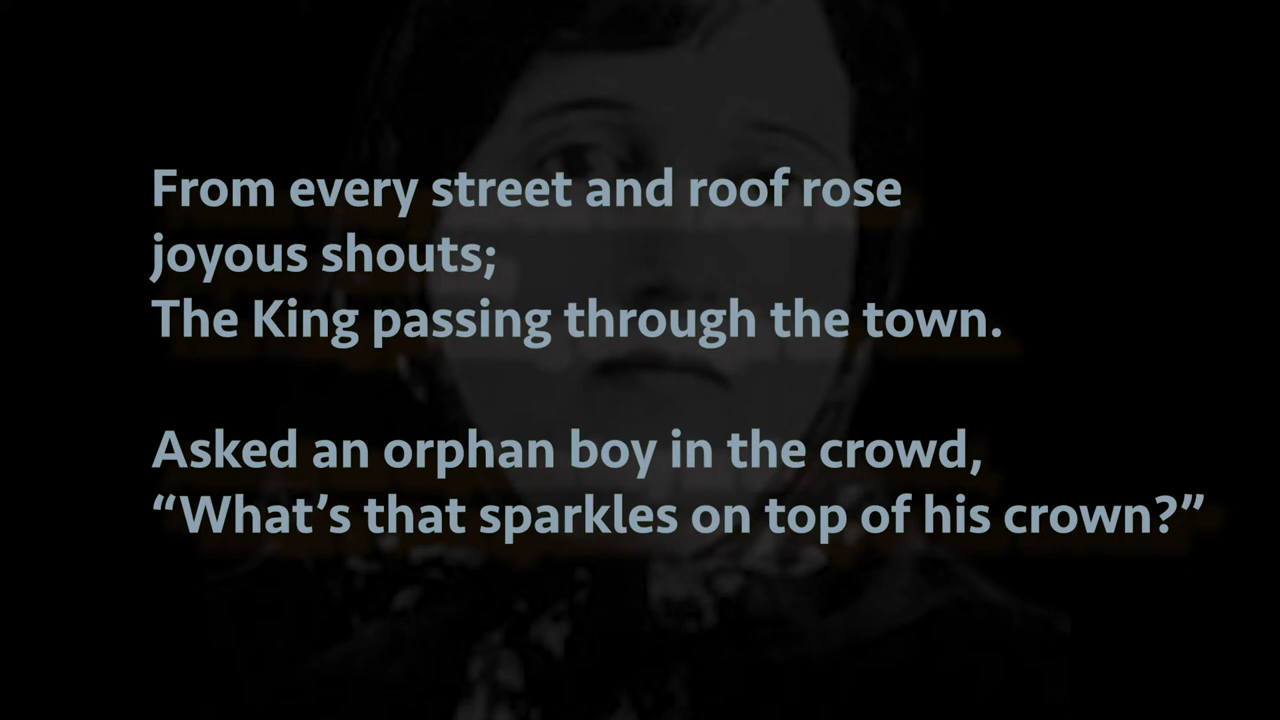 From every street and roof rose
joyous shouts;
The King passing through the town.
Asked an orphan boy in the crowd,
“What’s that sparkles on top of his crown?”